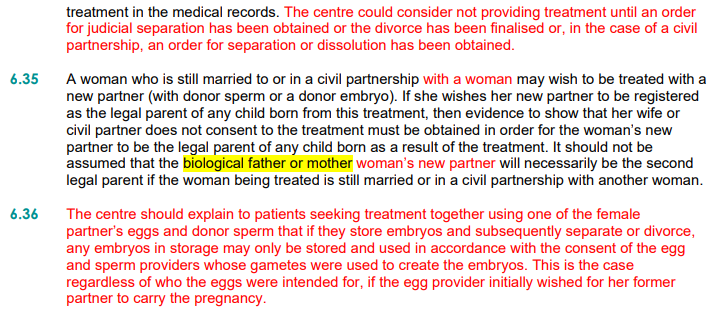 treatment in the medical records. The centre could consider not providing treatment until an order
for judicial separation has been obtained or the divorce has been finalised or, in the case of a civil
partnership, an order for separation or dissolution has been obtained.
6.35 A woman who is still married to or in a civil partnership with a woman may wish to be treated with a
new partner (with donor sperm or a donor embryo). If she wishes her new partner to be registered
as the legal parent of any child born from this treatment, then evidence to show that her wife or
civil partner does not consent to the treatment must be obtained in order for the woman's new
partner to be the legal parent of any child born as a result of the treatment. It should not be
assumed that the biological father or mother woman's new partner will necessarily be the second
legal parent if the woman being treated is still married or in a civil partnership with another woman.
6.36 The centre should explain to patients seeking treatment together using one of the female
partner's eggs and donor sperm that if they store embryos and subsequently separate or divorce,
any embryos in storage may only be stored and used in accordance with the consent of the egg
and sperm providers whose gametes were used to create the embryos. This is the case
regardless of who the eggs were intended for, if the egg provider initially wished for her former
partner to carry the pregnancy.